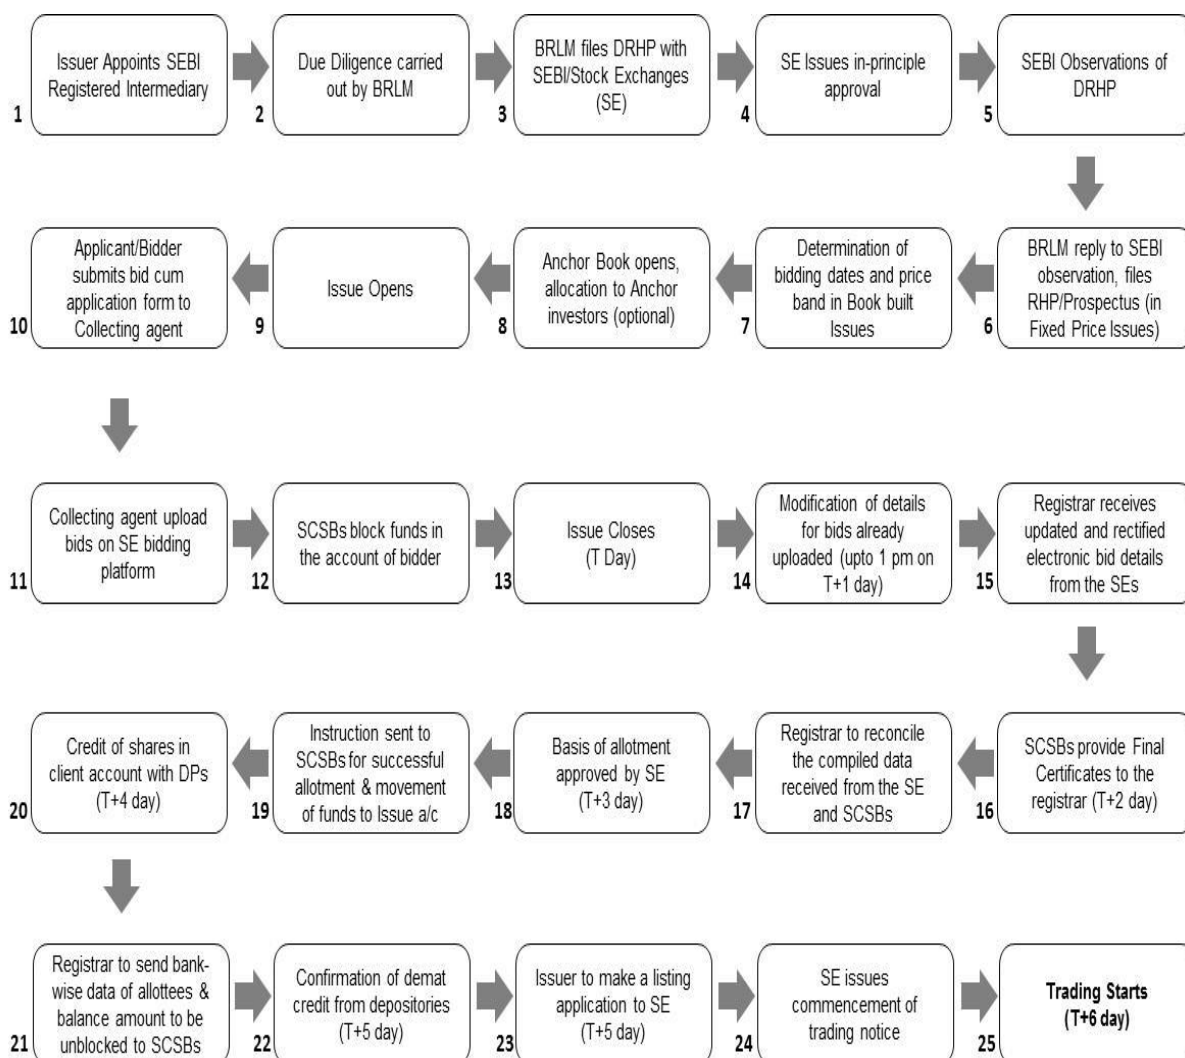 Issuer Appoints SEBI
Registered Intermediary
1
Due Diligence carried
out by BRLM
2
BRLM files DRHP with
SEBI/Stock Exchanges
(SE)
3
SE Issues in-principle
approval
4
SEBI Observations of
DRHP
5
BRLM reply to SEBI
observation, files
RHP/Prospectus (in
Fixed Price Issues)
6
Determination of
bidding dates and price
band in Book built
Issues
7
Anchor Book opens,
allocation to Anchor
investors (optional)
8
Issue Opens
9
Applicant/Bidder
submits bid cum
application form to
Collecting agent
10
Collecting agent upload
bids on SE bidding
platform
11
SCSBs block funds in
the account of bidder
12
Issue Closes
(T Day)
13
Modification of details
for bids already
uploaded (upto 1 pm on
T+1 day)
14
Registrar receives
updated and rectified
electronic bid details
from the SEs
15
SCSBs provide Final
Certificates to the
registrar (T+2 day)
16
Registrar to reconcile
the compiled data
received from the SE
and SCSBs
17
Basis of allotment
approved by SE
(T+3 day)
18
Instruction sent to
SCSBs for successful
allotment & movement
of funds to Issue a/c
19
Credit of shares in
client account with DPs
(T+4 day)
20
Registrar to send bank-
wise data of allottees &
balance amount to be
unblocked to SCSBs
21
Confirmation of demat
credit from depositories
(T+5 day)
22
Issuer to make a listing
application to SE
(T+5 day)
23
SE issues
commencement of
trading notice
24
Trading Starts
(T+6 day)
25